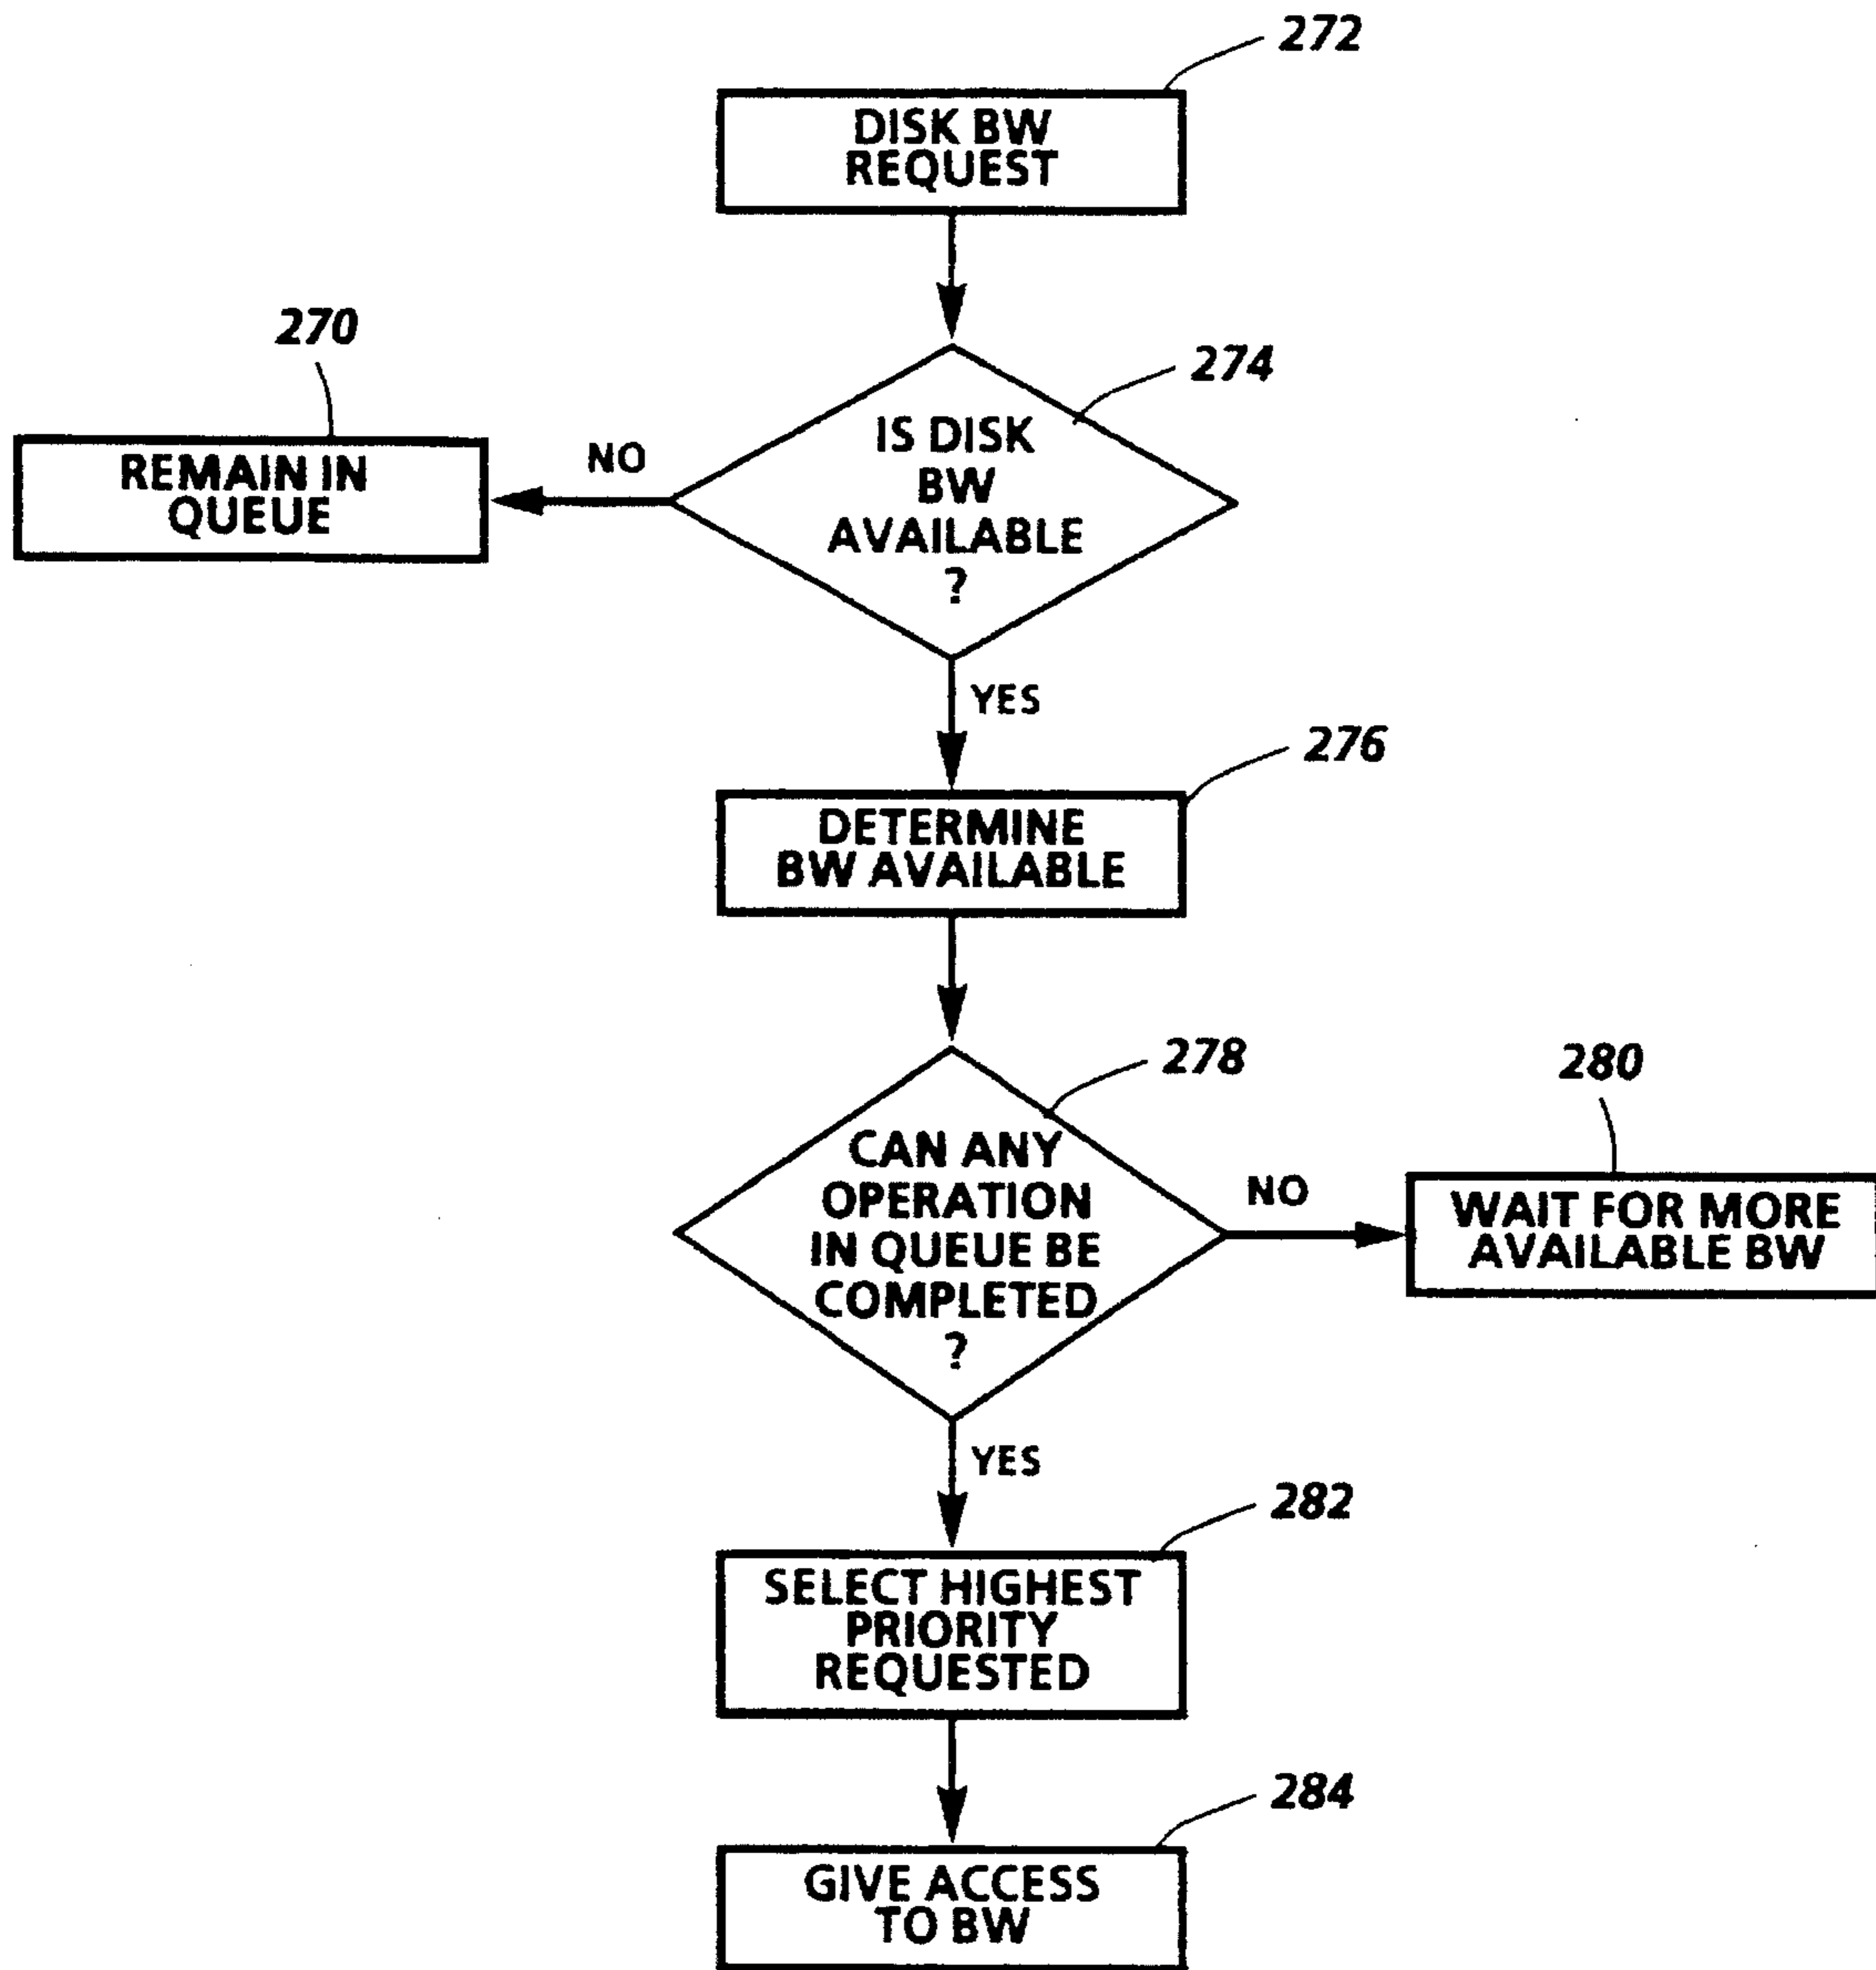 272
DISK BW
REQUEST
270
274
REMAIN IN
QUEUE
NO
IS DISK
BW
AVAILABLE
?
YES
276
DETERMINE
BW AVAILABLE
278
280
CAN ANY
OPERATION
IN QUEUE BE
COMPLETED
?
NO
WAIT FOR MORE
AVAILABLE BW
YES
282
SELECT HIGHEST
PRIORITY
REQUESTED
284
GIVE ACCESS
TO BW